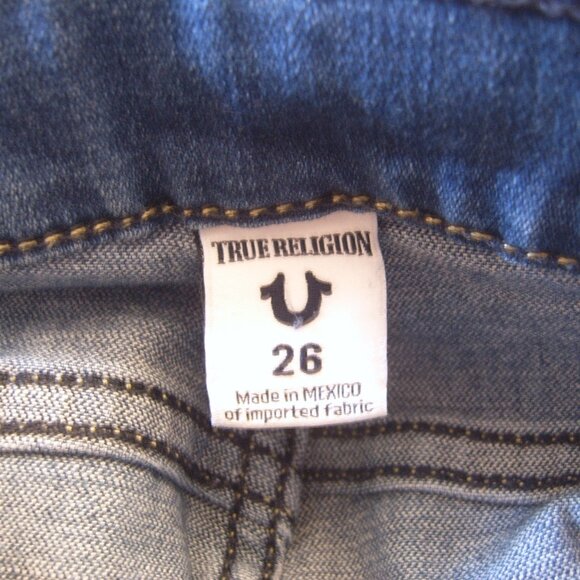 TRUE RELIGION
26
Made in MEXICO
of imported fabric